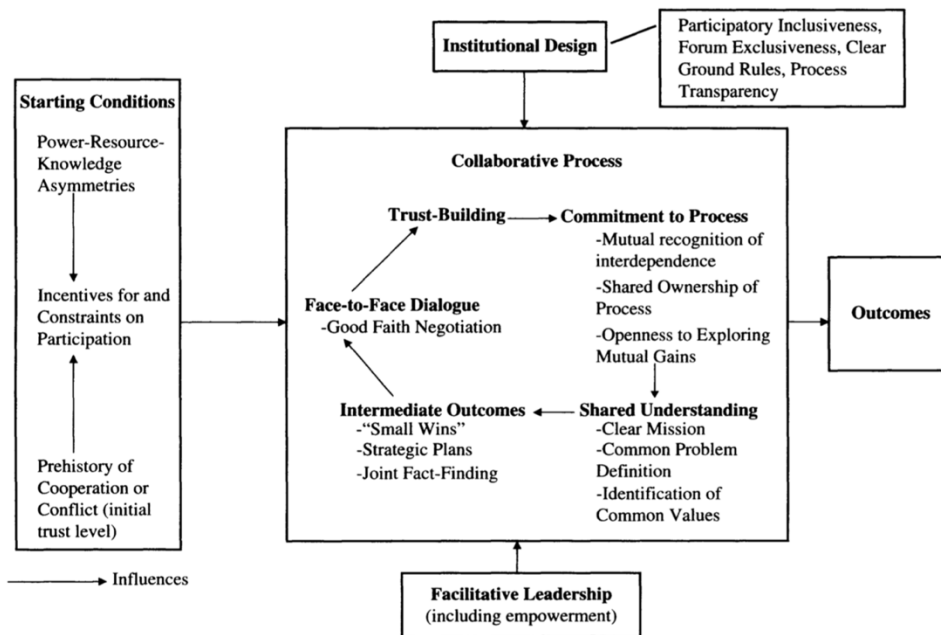 Institutional Design
Participatory Inclusiveness,
Forum Exclusiveness, Clear
Ground Rules, Process
Transparency
Starting Conditions
Power-Resource-
Knowledge
Asymmetries
Incentives for and
Constraints on
Participation
Prehistory of
Cooperation or
Conflict (initial
trust level)
Collaborative Process
Trust-Building
Commitment to Process
-Mutual recognition of
interdependence
-Shared Ownership of
Process
-Openness to Exploring
Mutual Gains
Face-to-Face Dialogue
-Good Faith Negotiation
Intermediate Outcomes
-“Small Wins”
-Strategic Plans
-Joint Fact-Finding
Shared Understanding
-Clear Mission
-Common Problem
Definition
-Identification of
Common Values
Outcomes
Influences
Facilitative Leadership
(including empowerment)